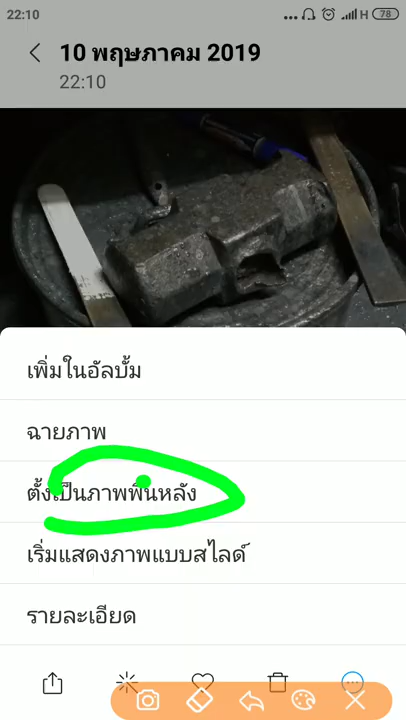 22:10
H
78
10 พฤษภาคม 2019
22:10
เพิ่มในอัลบั้ม
ฉายภาพ
ตั้งเป็นภาพพื้นหลัง
เริ่มแสดงภาพแบบสไลด์
รายละเอียด